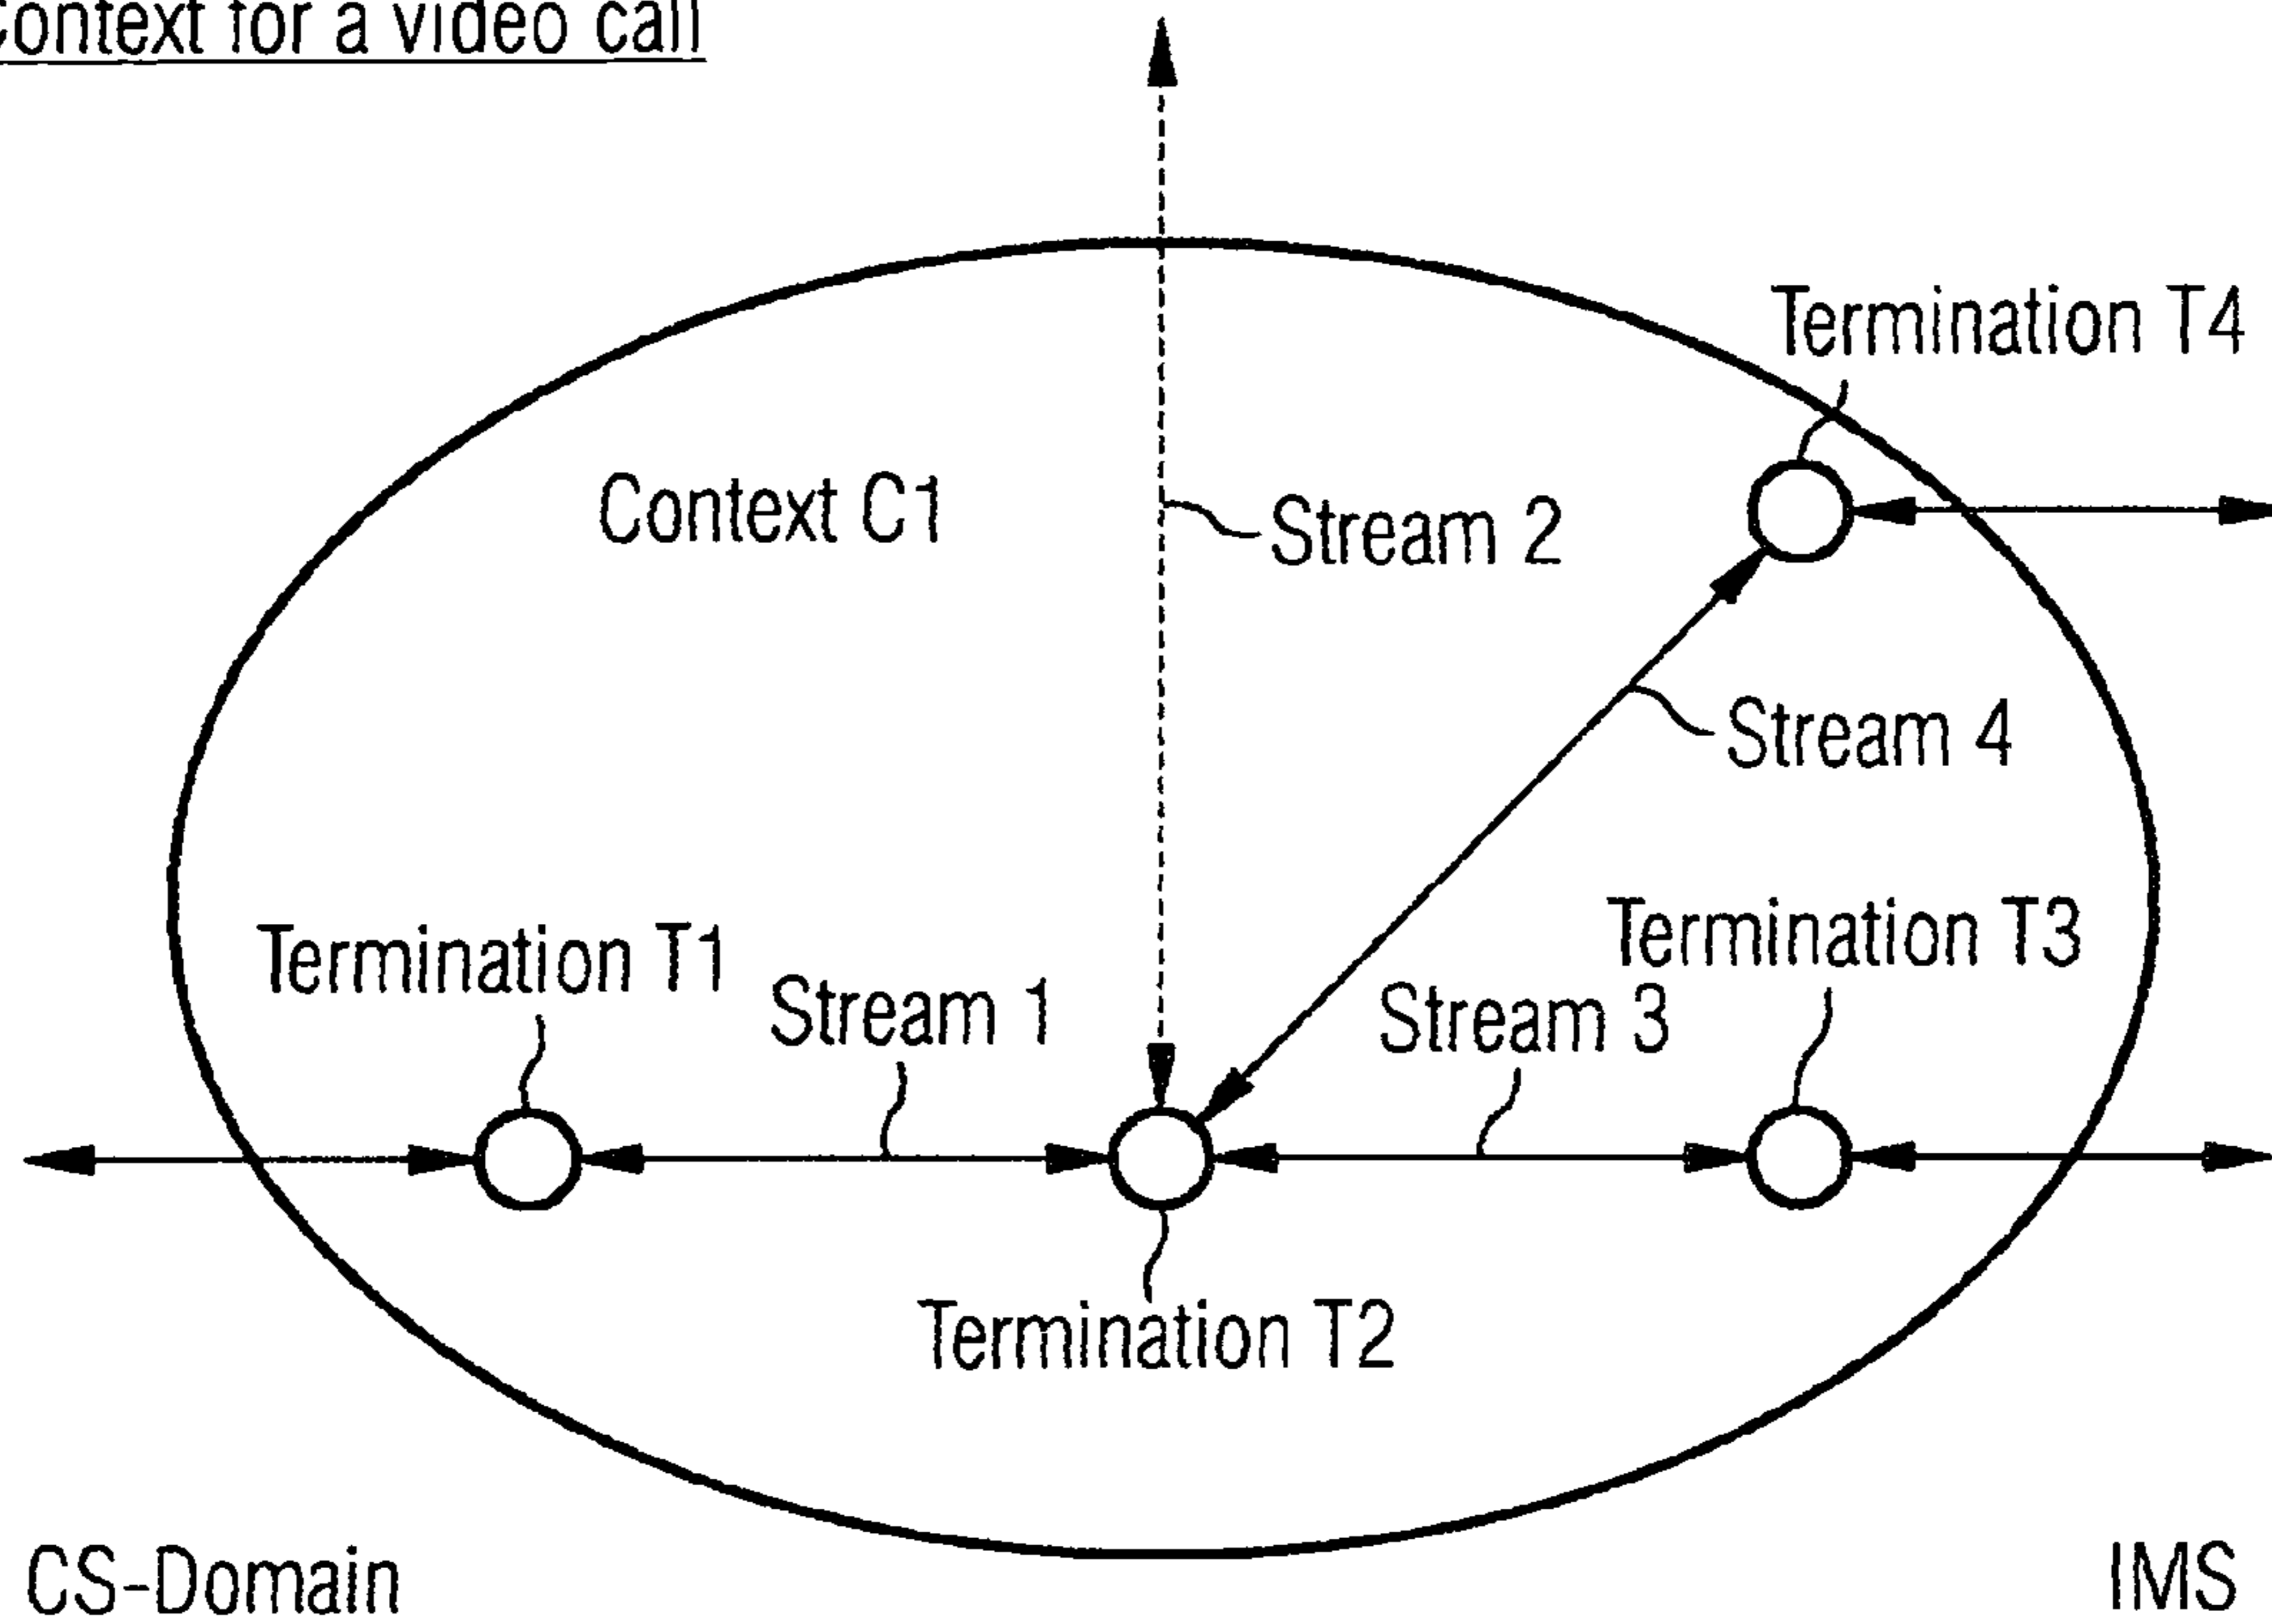 Context for a video call
Termination T4
Context C1
Stream 2
Stream 4
Termination T3
Termination T1
Stream 1
Stream 3
Termination T2
CS-Domain
IMS